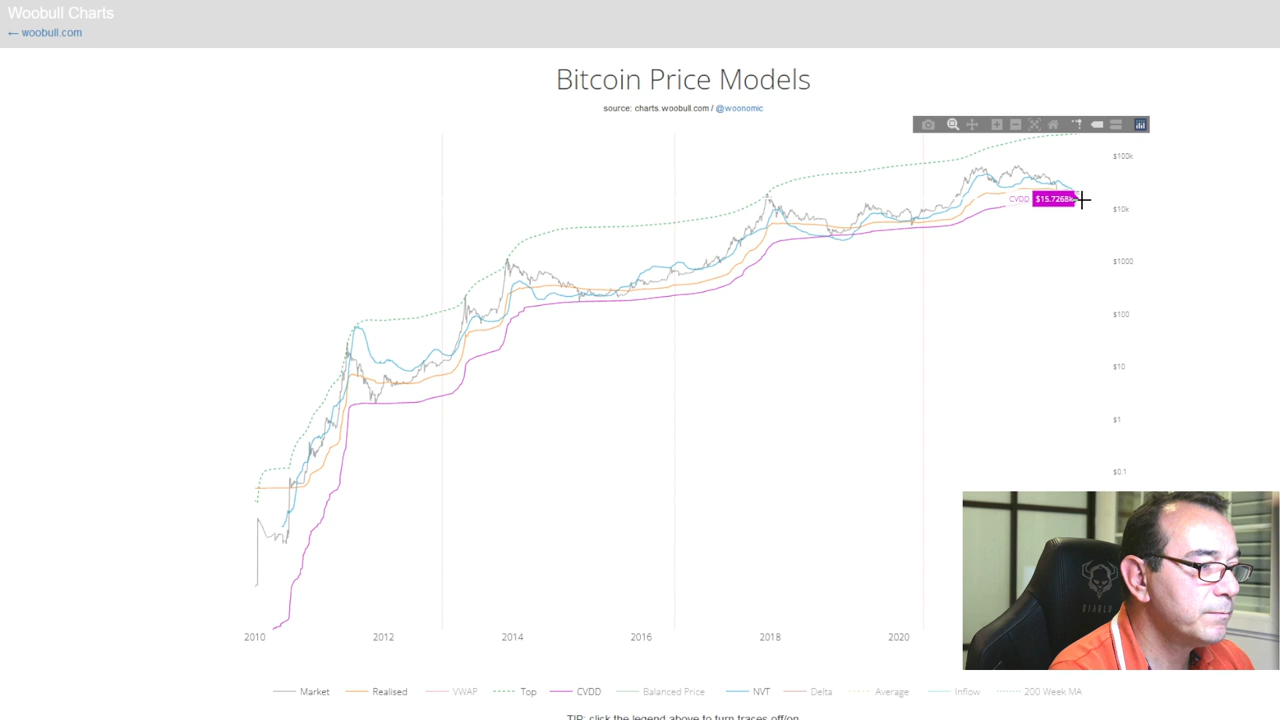 Woobull Charts
← woobull.com
Bitcoin Price Models
source: charts.woobull.com / @woonomic
$100k
CVDD $15.7268k
$10k
$1000
$100
$10
$1
$0.1
DIABLO
2010 2012 2014 2016 2018 2020
Market Realised VWAP Top CVDD Balanced Price NVT Delta Average Inflow 200 Week MA
TIP: click the legend above to turn traces off/on